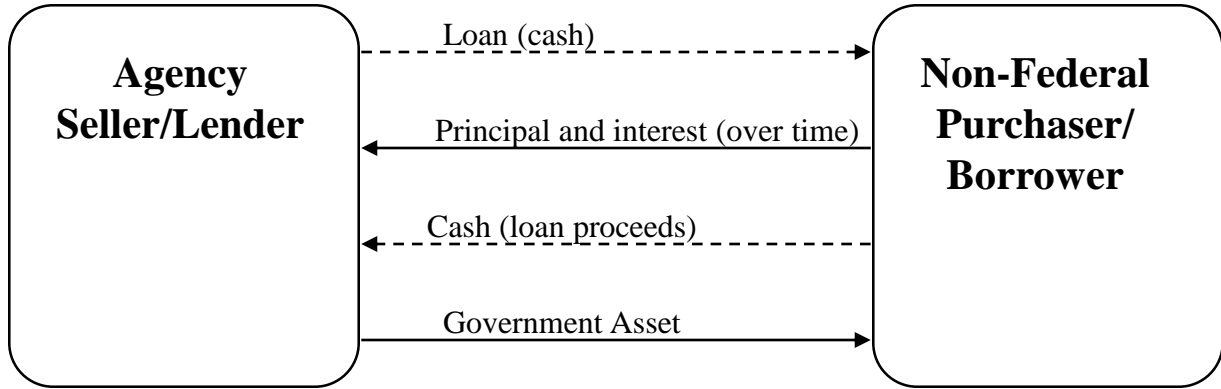 Agency
Seller/Lender
Loan (cash)
Principal and interest (over time)
Cash (loan proceeds)
Government Asset
Non-Federal
Purchaser/
Borrower